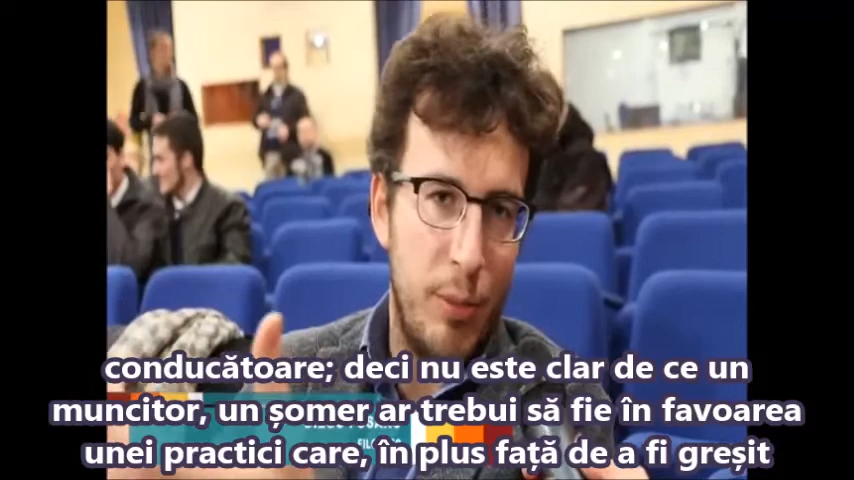 conducătoare; deci nu este clar de ce un
muncitor, un șomer ar trebui să fie în favoarea
unei practici care, în plus față de a fi greșit